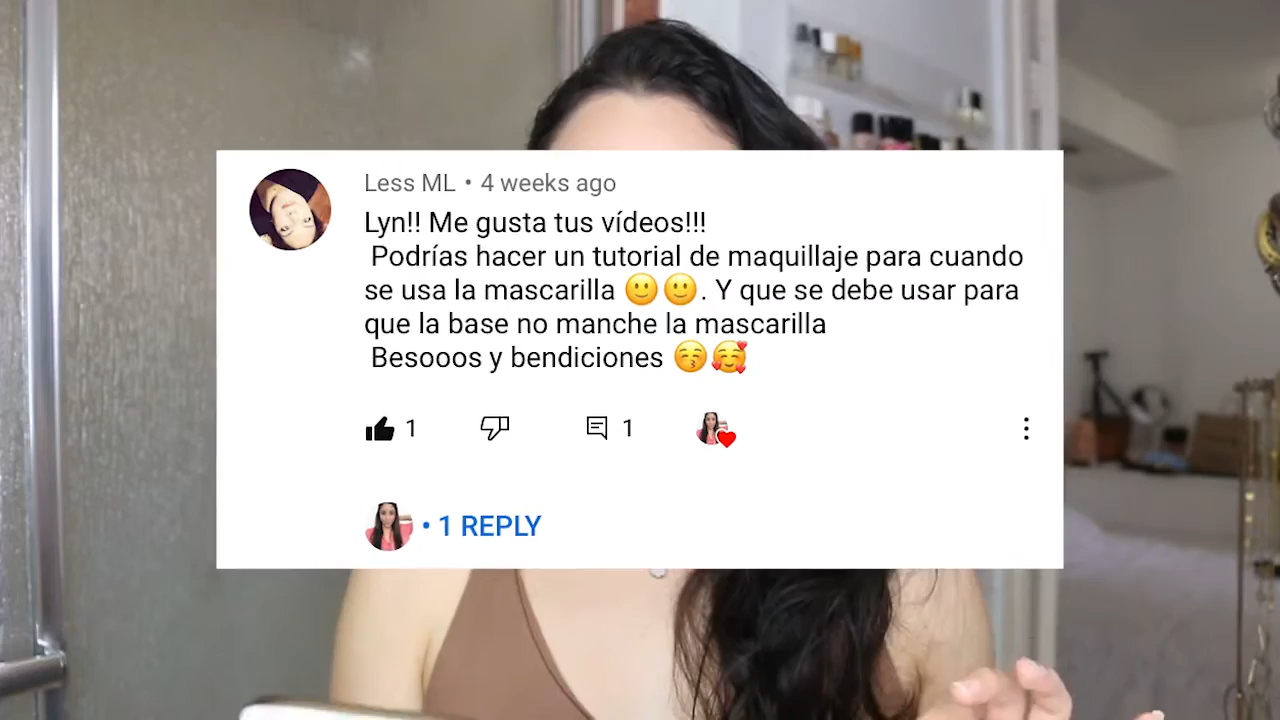 Less ML • 4 weeks ago
Lyn!! Me gusta tus vídeos!!!
Podrías hacer un tutorial de maquillaje para cuando
se usa la mascarilla 🙂🙂. Y que se debe usar para
que la base no manche la mascarilla
Besooos y bendiciones 😚🥰
1 1
• 1 REPLY